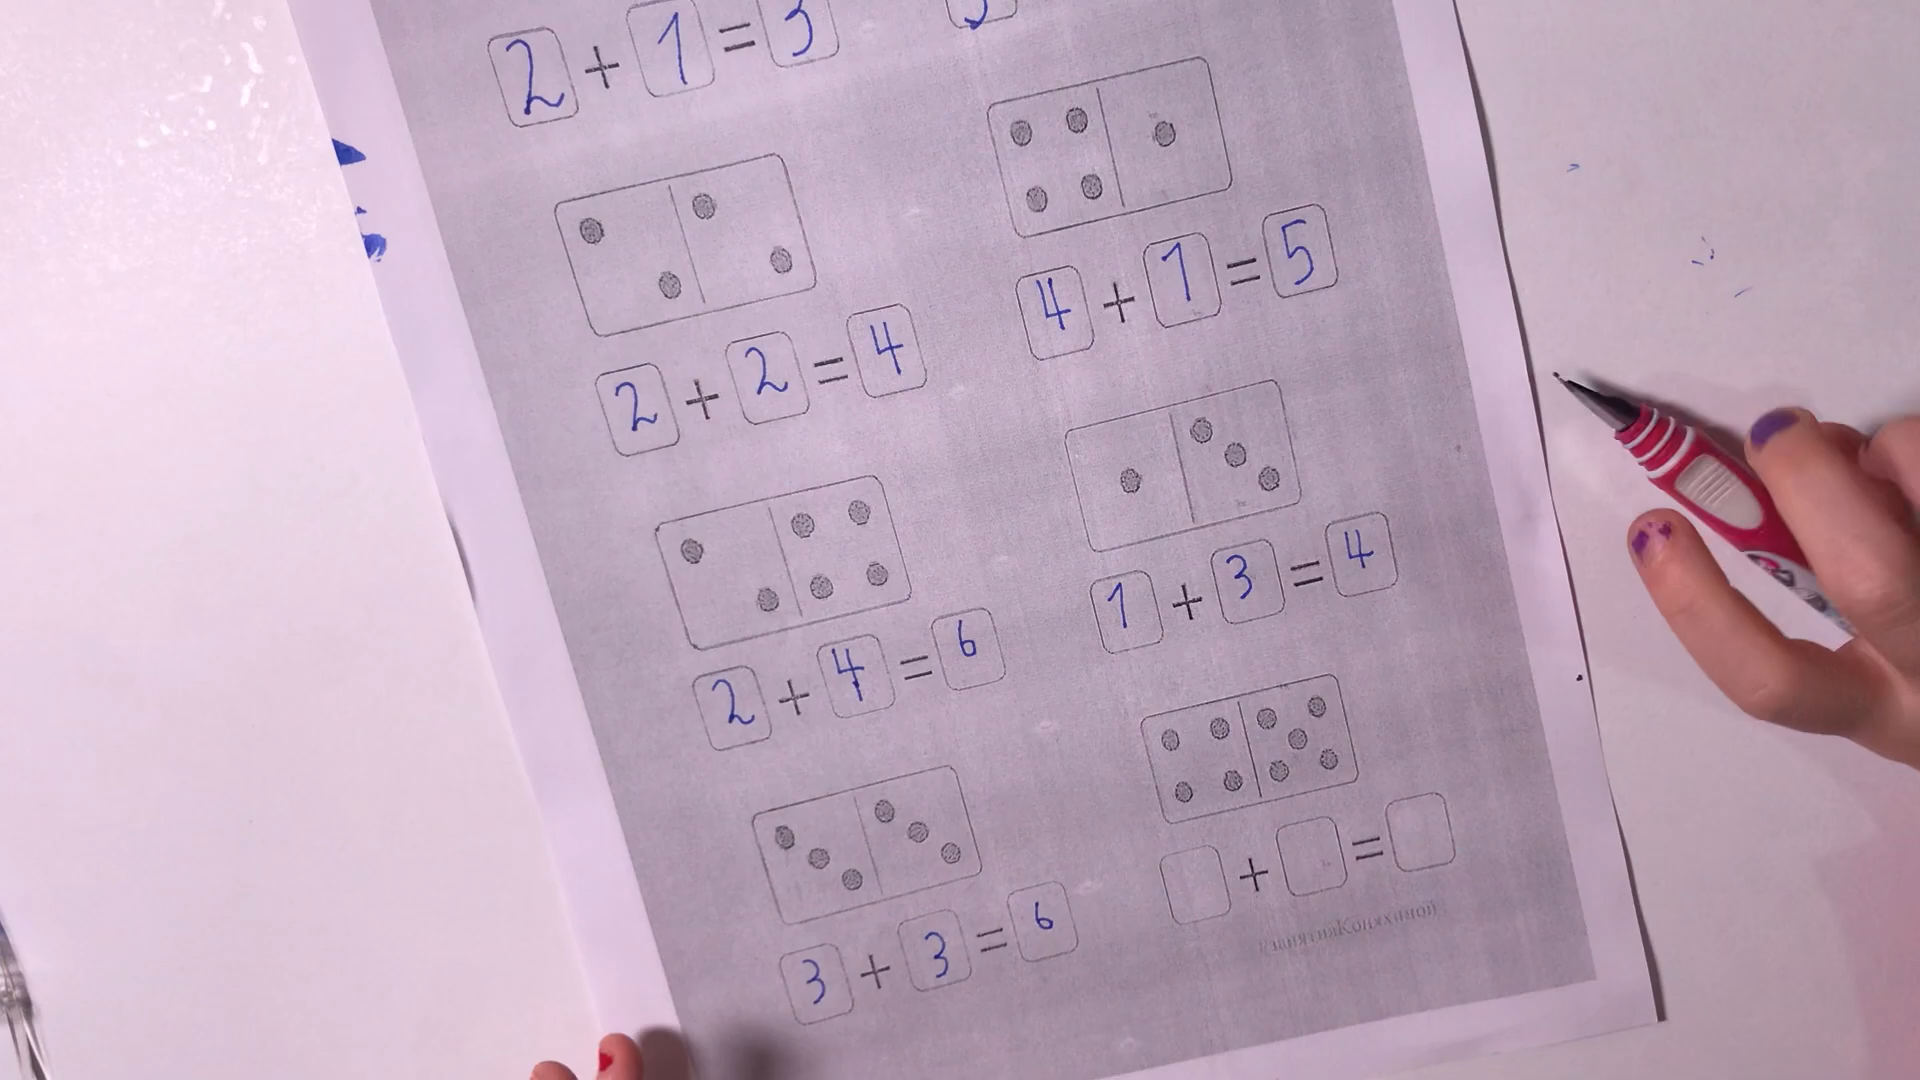 2 + 1 = 3
2 + 2 = 4
4 + 1 = 5
2 + 4 = 6
1 + 3 = 4
3 + 3 = 6
+ =